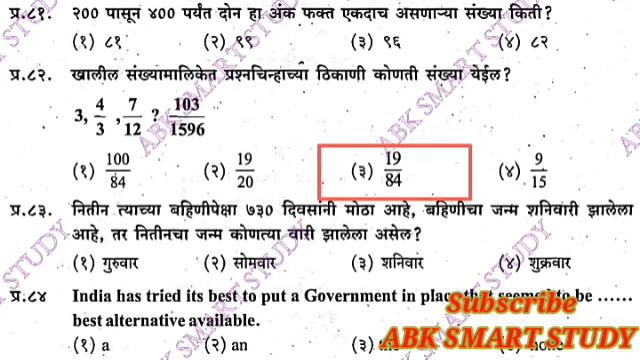 प्र.८१. २०० पासून ४०० पर्यंत दोन हा अंक फक्त एकदाच असणाऱ्या संख्या किती?
(१) ८१ (२) ९९ (३) ९६ (४) ८२
प्र.८२. खालील संख्यामालिकेत प्रश्नचिन्हाच्या ठिकाणी कोणती संख्या येईल?
3, 4/3 , 7/12 ? 103/1596
(१) 100/84 (२) 19/20 (३) 19/84 (४) 9/15
प्र.८३. नितीन त्याच्या बहिणीपेक्षा ७३० दिवसांनी मोठा आहे, बहिणीचा जन्म शनिवारी झालेला
आहे, तर नितीनचा जन्म कोणत्या वारी झालेला असेल?
(१) गुरुवार (२) सोमवार (३) शनिवार (४) शुक्रवार
प्र.८४ India has tried its best to put a Government in place that seemed to be ......
best alternative available.
(१) a (२) an (३) the (४) none
Subscribe
ABK SMART STUDY